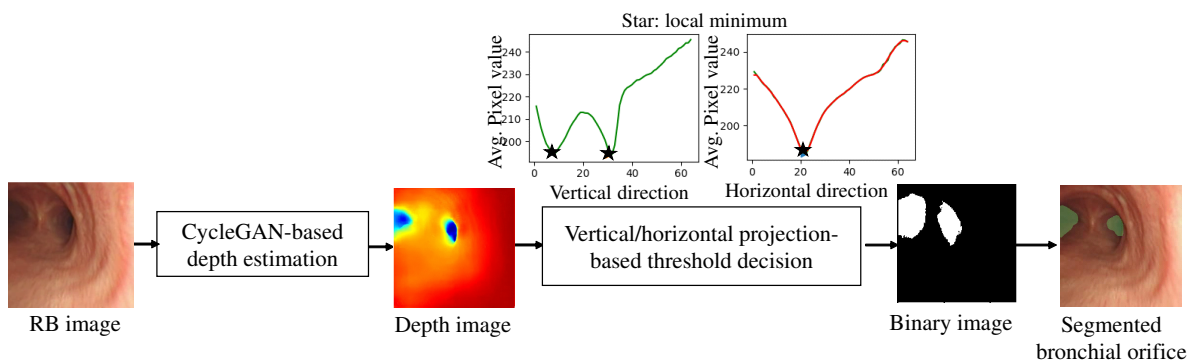 Star: local minimum
Avg. Pixel value
240
230
220
210
200
0
20
40
60
Vertical direction
Avg. Pixel value
240
220
200
0
20
40
60
Horizontal direction
CycleGAN-based
depth estimation
Vertical/horizontal projection-
based threshold decision
RB image
Depth image
Binary image
Segmented
bronchial orifice